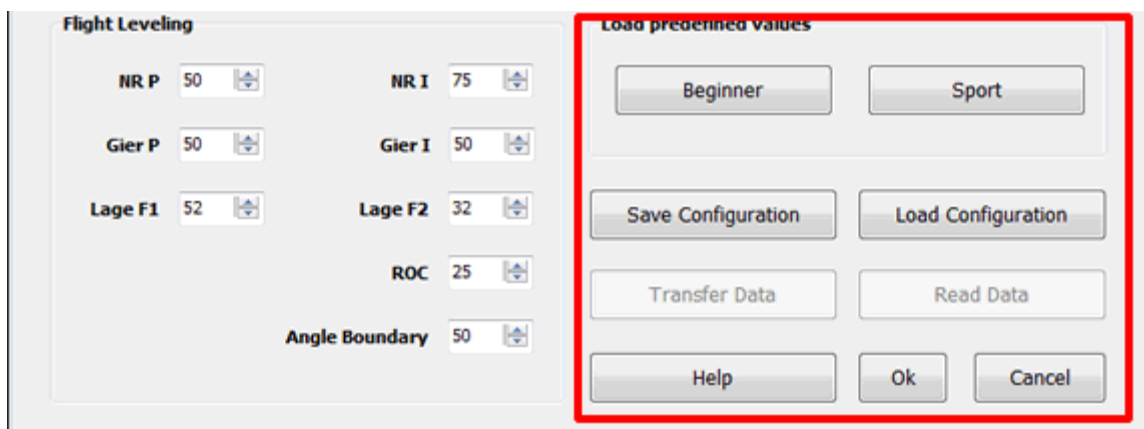 Flight Leveling
NR P 50 NR I 75
Gier P 50 Gier I 50
Lage F1 52 Lage F2 32
ROC 25
Angle Boundary 50
Load predefined values
Beginner Sport
Save Configuration Load Configuration
Transfer Data Read Data
Help Ok Cancel